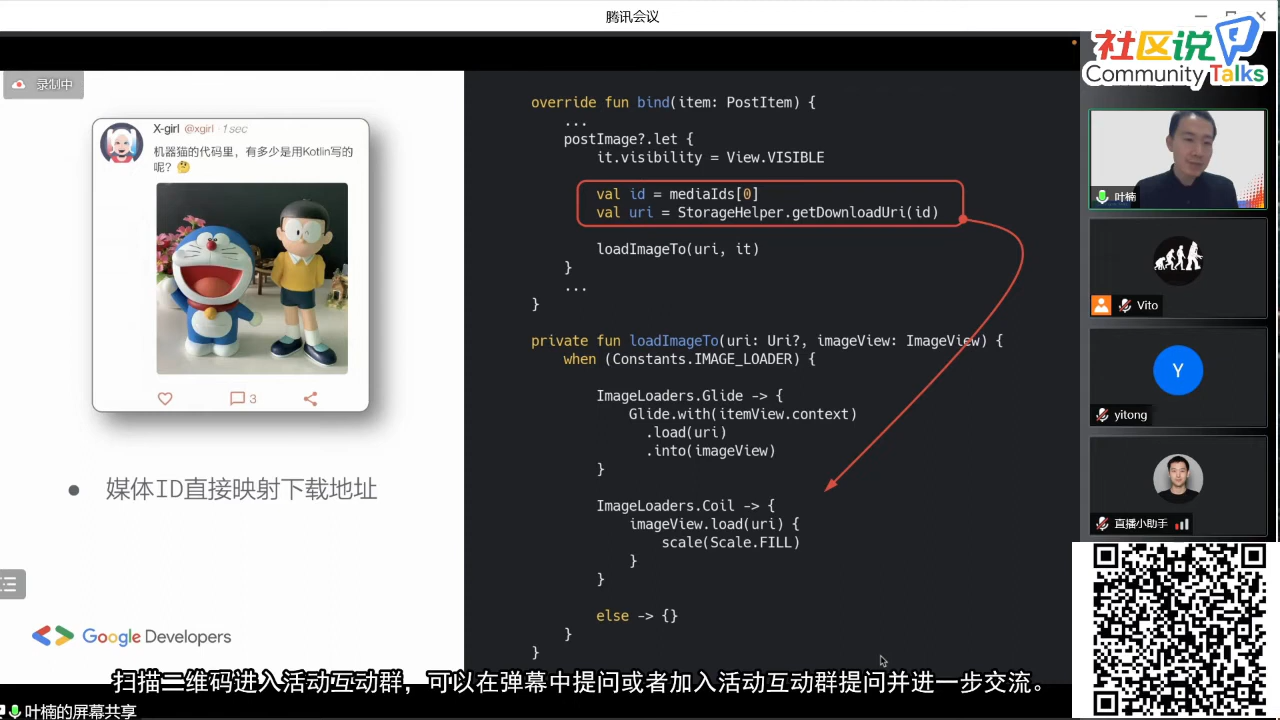 腾讯会议
社区说
Community Talks
录制中
X-girl @xgirl · 1 sec
机器猫的代码里，有多少是用Kotlin写的
呢？🤔
3
媒体ID直接映射下载地址
Google Developers
override fun bind(item: PostItem) {
...
postImage?.let {
it.visibility = View.VISIBLE
val id = mediaIds[0]
val uri = StorageHelper.getDownloadUri(id)
loadImageTo(uri, it)
}
...
}
private fun loadImageTo(uri: Uri?, imageView: ImageView) {
when (Constants.IMAGE_LOADER) {
ImageLoaders.Glide -> {
Glide.with(itemView.context)
.load(uri)
.into(imageView)
}
ImageLoaders.Coil -> {
imageView.load(uri) {
scale(Scale.FILL)
}
}
else -> {}
}
}
叶楠
Vito
Y
yitong
直播小助手
扫描二维码进入活动互动群，可以在弹幕中提问或者加入活动互动群提问并进一步交流。
叶楠的屏幕共享